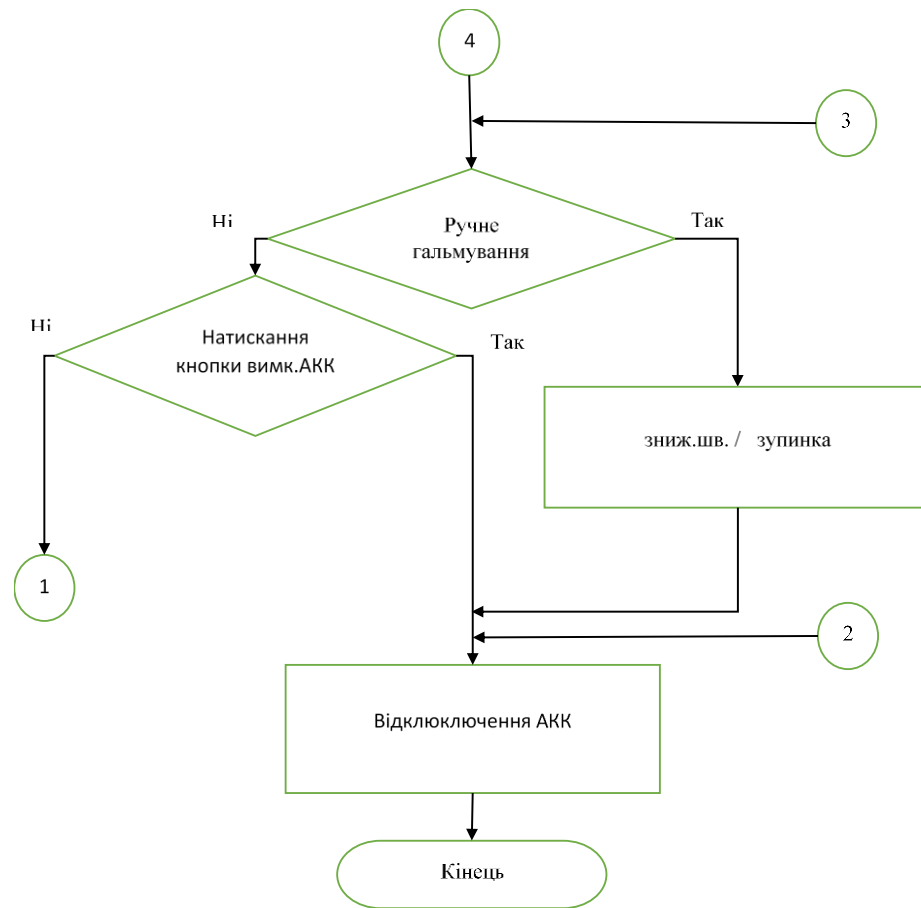 4
3
Ні
Ручне
гальмування
Так
Ні
Натискання
кнопки вимк.АКК
Так
зниж.шв. / зупинка
1
2
Відклюключення АКК
Кінець